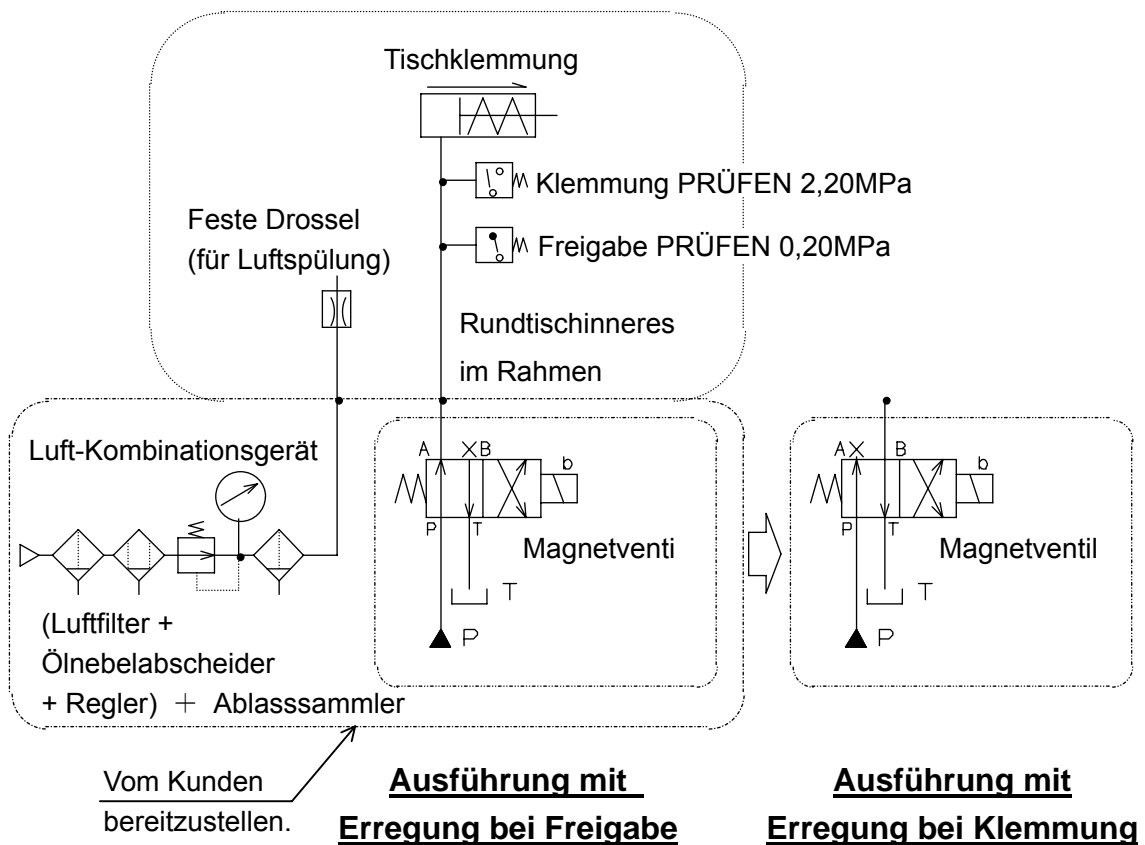 Tischklemmung
Klemmung PRÜFEN 2,20MPa
Feste Drossel
(für Luftspülung)
Freigabe PRÜFEN 0,20MPa
Rundtischinneres
im Rahmen
Luft-Kombinationsgerät
A B
b
P T
Magnetventi
T
P
A B
b
P T
Magnetventil
T
P
(Luftfilter +
Ölnebelabscheider
+ Regler) + Ablasssammler
Vom Kunden
bereitzustellen.
Ausführung mit
Erregung bei Freigabe
Ausführung mit
Erregung bei Klemmung